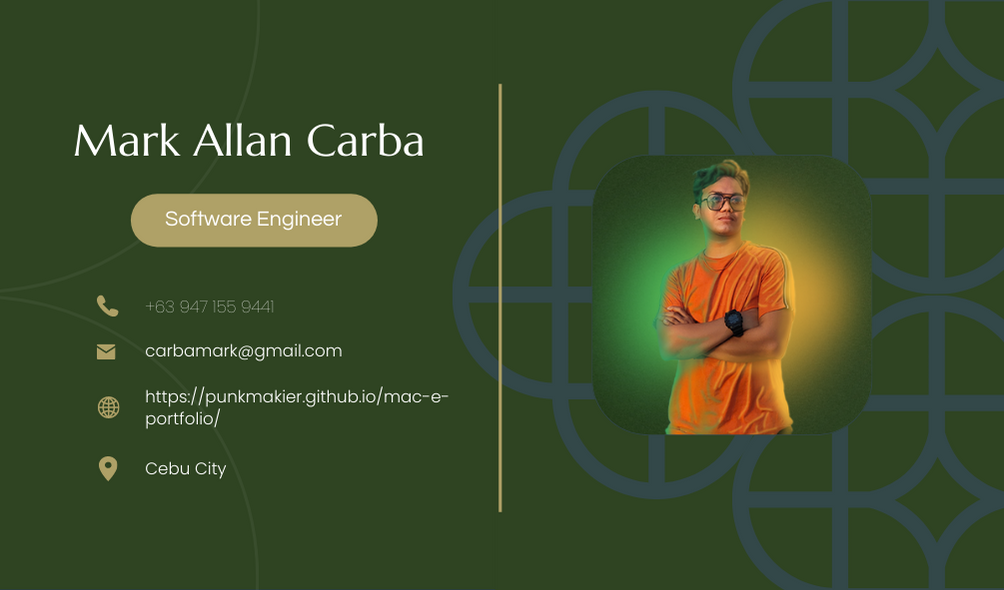 Mark Allan Carba
Software Engineer
+63 947 155 9441
carbamark@gmail.com
https://punkmakier.github.io/mac-e-
portfolio/
Cebu City